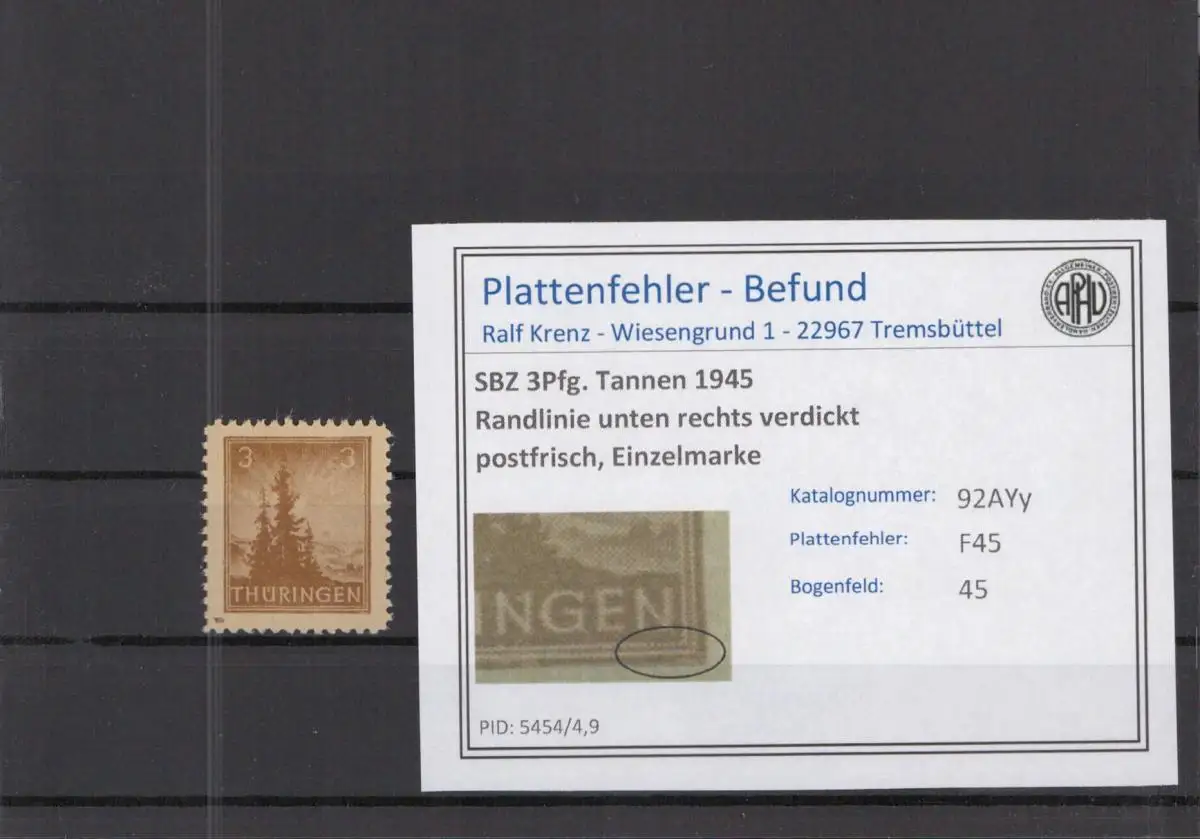 3 3
THÜRINGEN
Plattenfehler - Befund
Ralf Krenz - Wiesengrund 1 - 22967 Tremsbüttel
APHV
SBZ 3Pfg. Tannen 1945
Randlinie unten rechts verdickt
postfrisch, Einzelmarke
Katalognummer: 92AYy
Plattenfehler: F45
Bogenfeld: 45
INGEN
PID: 5454/4,9